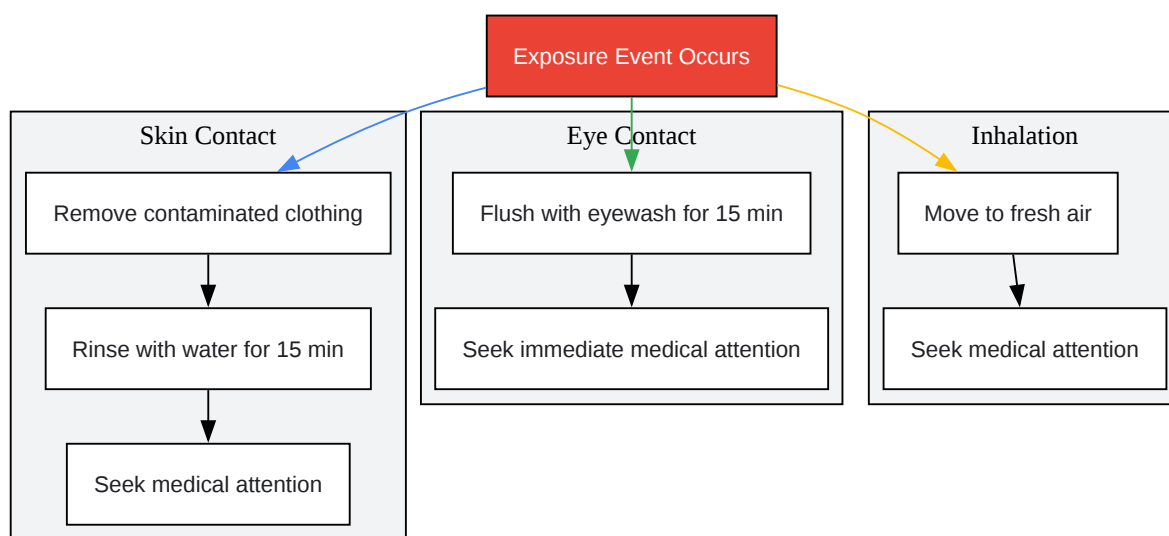 Exposure Event Occurs
Skin Contact
Remove contaminated clothing
Rinse with water for 15 min
Seek medical attention
Eye Contact
Flush with eyewash for 15 min
Seek immediate medical attention
Inhalation
Move to fresh air
Seek medical attention